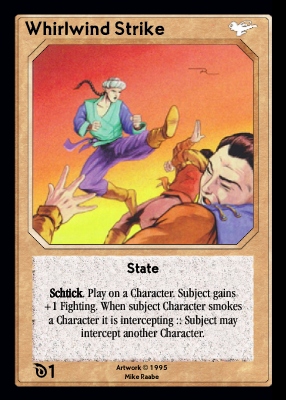 Whirlwind Strike
State
Schtick. Play on a Character. Subject gains
+1 Fighting. When subject Character smokes
a Character it is intercepting :: Subject may
intercept another Character.
1
Artwork © 1995
Mike Raabe